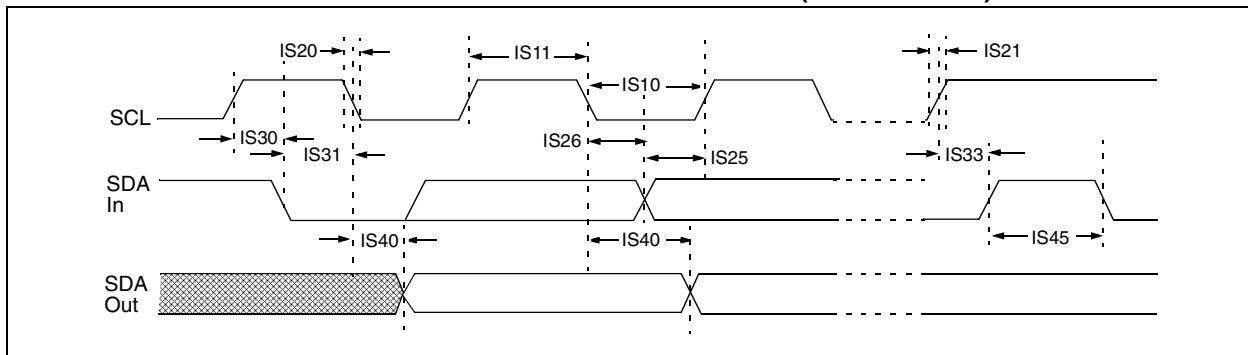 IS20
IS11
IS21
IS10
SCL
IS30
IS26
IS31
IS25
IS33
SDA
In
IS40
IS40
IS45
SDA
Out